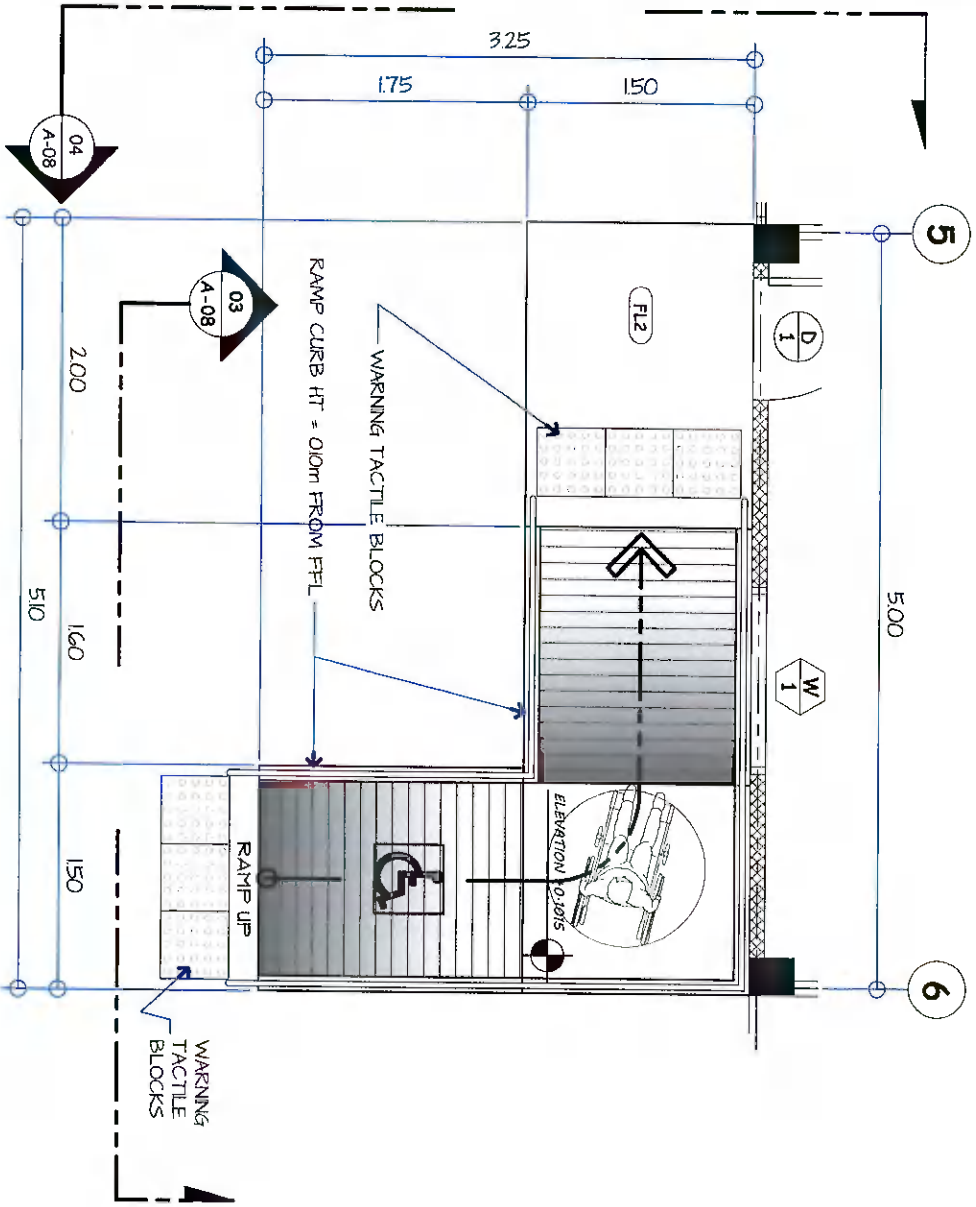 3.25
1.75
1.50
04
A-08
03
A-08
5
5.00
6
D
1
W
1
FL2
WARNING TACTILE BLOCKS
RAMP CURB HT = 0.10m FROM FFL
ELEVATION +0.1015
RAMP UP
WARNING
TACTILE
BLOCKS
2.00
1.60
1.50
5.10